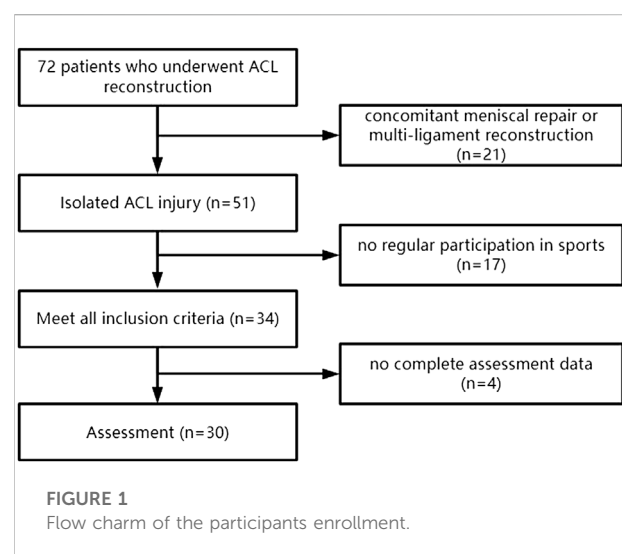 72 patients who underwent ACL
reconstruction
concomitant meniscal repair or
multi-ligament reconstruction
(n=21)
Isolated ACL injury (n=51)
no regular participation in sports
(n=17)
Meet all inclusion criteria (n=34)
no complete assessment data
(n=4)
Assessment (n=30)
FIGURE 1
Flow charm of the participants enrollment.